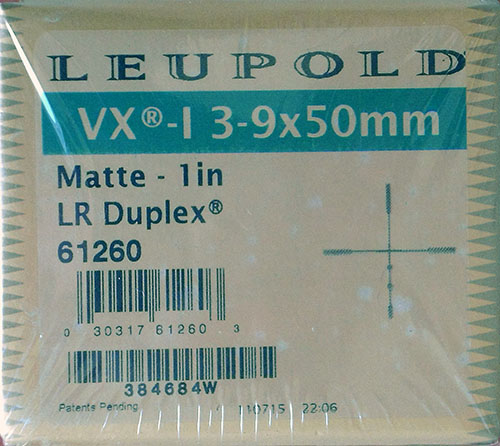 LEUPOLD
VX®-I 3-9x50mm
Matte - 1in
LR Duplex®
61260
0 30317 61260 3
384684W
Patents Pending 110715 22:06